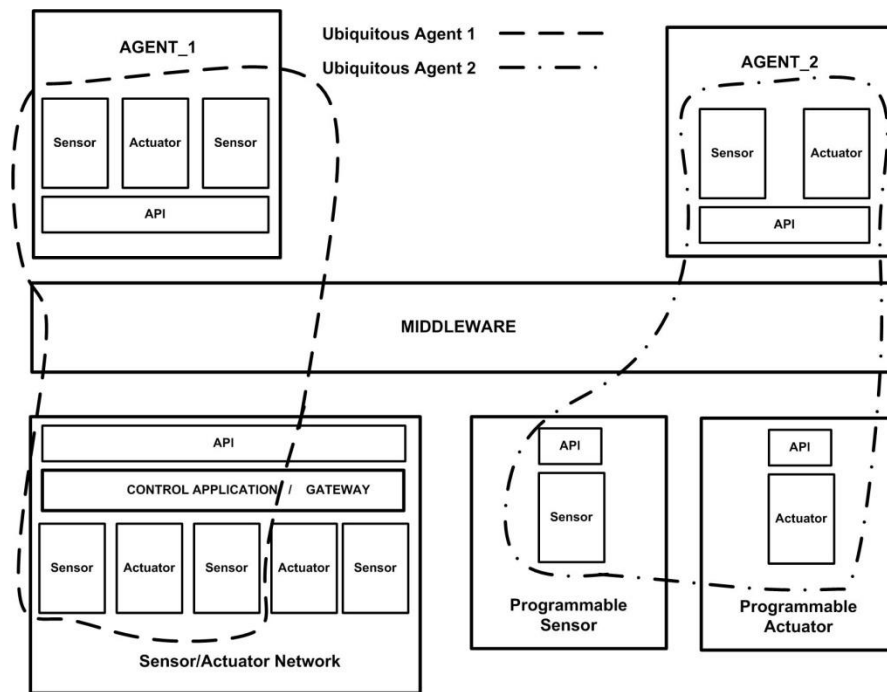 AGENT_1
Ubiquitous Agent 1
Ubiquitous Agent 2
AGENT_2
Sensor
Actuator
Sensor
API
Sensor
Actuator
API
MIDDLEWARE
API
CONTROL APPLICATION / GATEWAY
Sensor
Actuator
Sensor
Actuator
Sensor
Sensor/Actuator Network
API
Sensor
Programmable
Sensor
API
Actuator
Programmable
Actuator